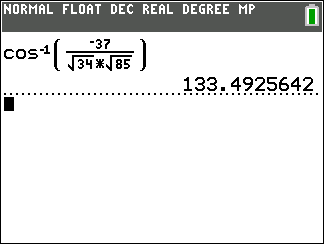 NORMAL FLOAT DEC REAL DEGREE MP
cos⁻¹(⁻37/(√34*√85))
133.4925642